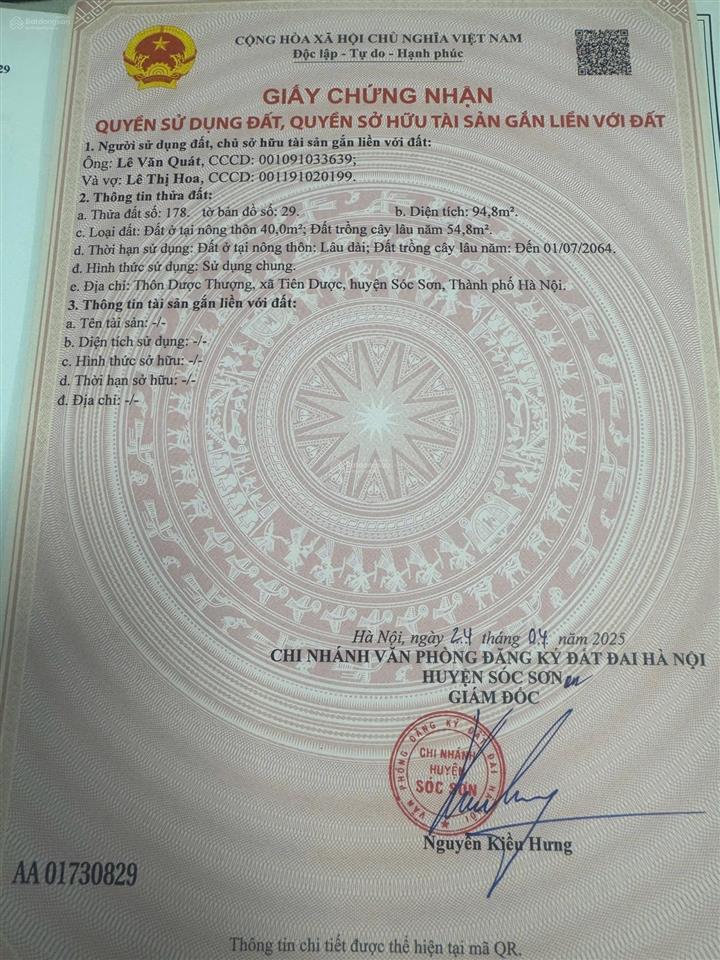 Batdongsan
29
CỘNG HÒA XÃ HỘI CHỦ NGHĨA VIỆT NAM
Độc lập - Tự do - Hạnh phúc
GIẤY CHỨNG NHẬN
QUYỀN SỬ DỤNG ĐẤT, QUYỀN SỞ HỮU TÀI SẢN GẮN LIỀN VỚI ĐẤT
1. Người sử dụng đất, chủ sở hữu tài sản gắn liền với đất:
Ông: Lê Văn Quát, CCCD: 001091033639;
Và vợ: Lê Thị Hoa, CCCD: 001191020199.
2. Thông tin thửa đất:
a. Thửa đất số: 178. tờ bản đồ số: 29. b. Diện tích: 94,8m².
c. Loại đất: Đất ở tại nông thôn 40,0m²; Đất trồng cây lâu năm 54,8m².
d. Thời hạn sử dụng: Đất ở tại nông thôn: Lâu dài; Đất trồng cây lâu năm: Đến 01/07/2064.
đ. Hình thức sử dụng: Sử dụng chung.
e. Địa chỉ: Thôn Dược Thượng, xã Tiên Dược, huyện Sóc Sơn, Thành phố Hà Nội.
3. Thông tin tài sản gắn liền với đất:
a. Tên tài sản: -/-
b. Diện tích sử dụng: -/-
c. Hình thức sở hữu: -/-
d. Thời hạn sở hữu: -/-
đ. Địa chỉ: -/-
Hà Nội, ngày 24 tháng 04 năm 2025
CHI NHÁNH VĂN PHÒNG ĐĂNG KÝ ĐẤT ĐAI HÀ NỘI
HUYỆN SÓC SƠN
GIÁM ĐỐC
VĂN PHÒNG ĐĂNG KÝ ĐẤT ĐAI HÀ NỘI
CHI NHÁNH
HUYỆN
SÓC SƠN
Nguyễn Kiều Hưng
AA 01730829
Thông tin chi tiết được thể hiện tại mã QR.